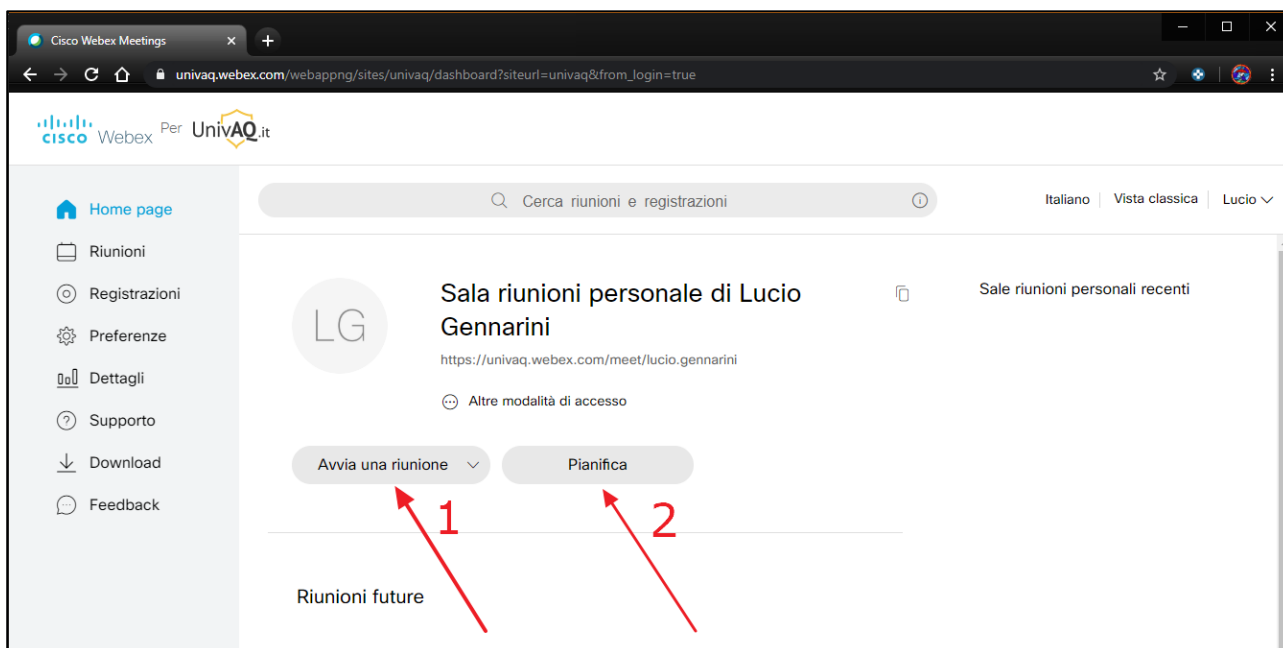 Cisco Webex Meetings
univaq.webex.com/webappng/sites/univaq/dashboard?siteurl=univaq&from_login=true
cisco Webex Per UnivAQ.it
Home page
Riunioni
Registrazioni
Preferenze
Dettagli
Supporto
Download
Feedback
Cerca riunioni e registrazioni
Italiano Vista classica Lucio
LG
Sala riunioni personale di Lucio
Gennarini
https://univaq.webex.com/meet/lucio.gennarini
Altre modalità di accesso
Avvia una riunione Pianifica
1 2
Riunioni future
Sale riunioni personali recenti